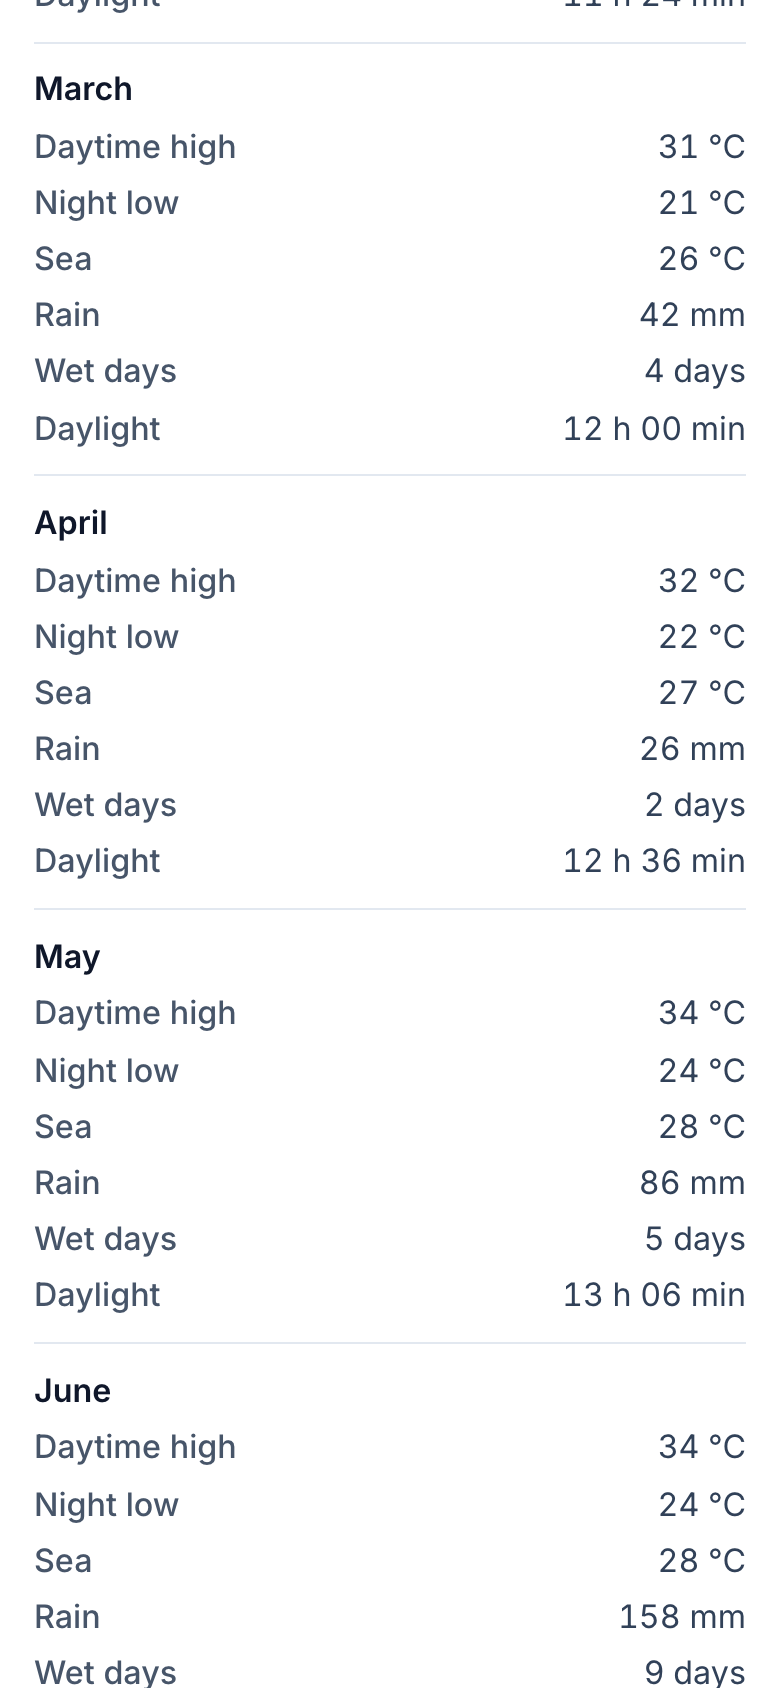 Daylight 11 h 24 min
March
Daytime high 31 °C
Night low 21 °C
Sea 26 °C
Rain 42 mm
Wet days 4 days
Daylight 12 h 00 min
April
Daytime high 32 °C
Night low 22 °C
Sea 27 °C
Rain 26 mm
Wet days 2 days
Daylight 12 h 36 min
May
Daytime high 34 °C
Night low 24 °C
Sea 28 °C
Rain 86 mm
Wet days 5 days
Daylight 13 h 06 min
June
Daytime high 34 °C
Night low 24 °C
Sea 28 °C
Rain 158 mm
Wet days 9 days